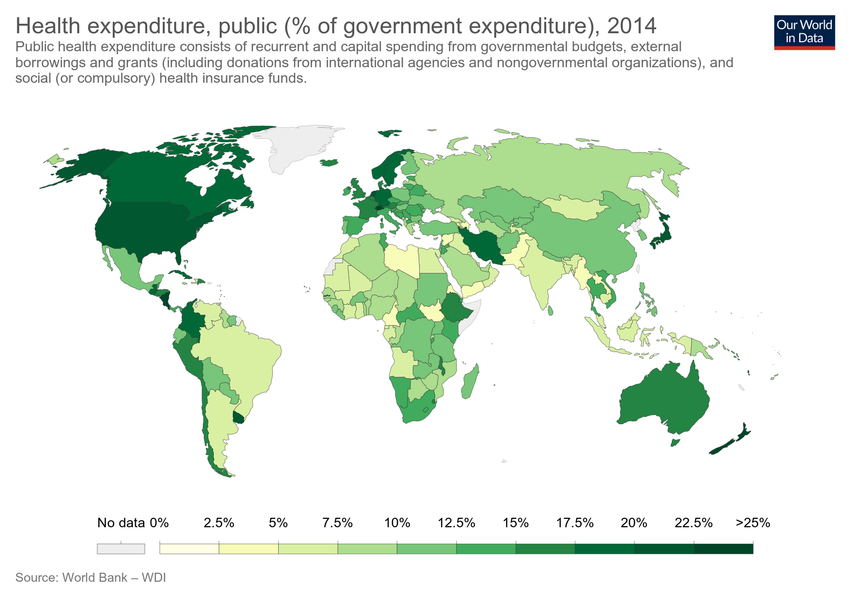 Health expenditure, public (% of government expenditure), 2014
Our World
in Data
Public health expenditure consists of recurrent and capital spending from governmental budgets, external
borrowings and grants (including donations from international agencies and nongovernmental organizations), and
social (or compulsory) health insurance funds.
No data 0% 2.5% 5% 7.5% 10% 12.5% 15% 17.5% 20% 22.5% >25%
Source: World Bank – WDI